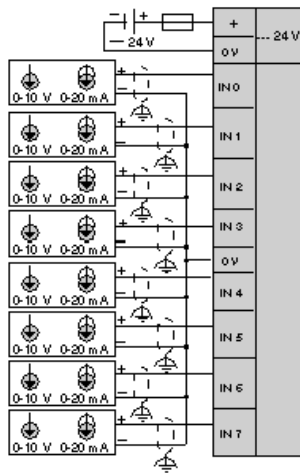 + --- 24 V
— 24 V
0V
+
IN 0
0-10 V 0-20 mA −
+
IN 1
0-10 V 0-20 mA −
+
IN 2
0-10 V 0-20 mA −
+
IN 3
0-10 V 0-20 mA −
0V
+
IN 4
0-10 V 0-20 mA −
+
IN 5
0-10 V 0-20 mA −
+
IN 6
0-10 V 0-20 mA −
+
IN 7
0-10 V 0-20 mA −